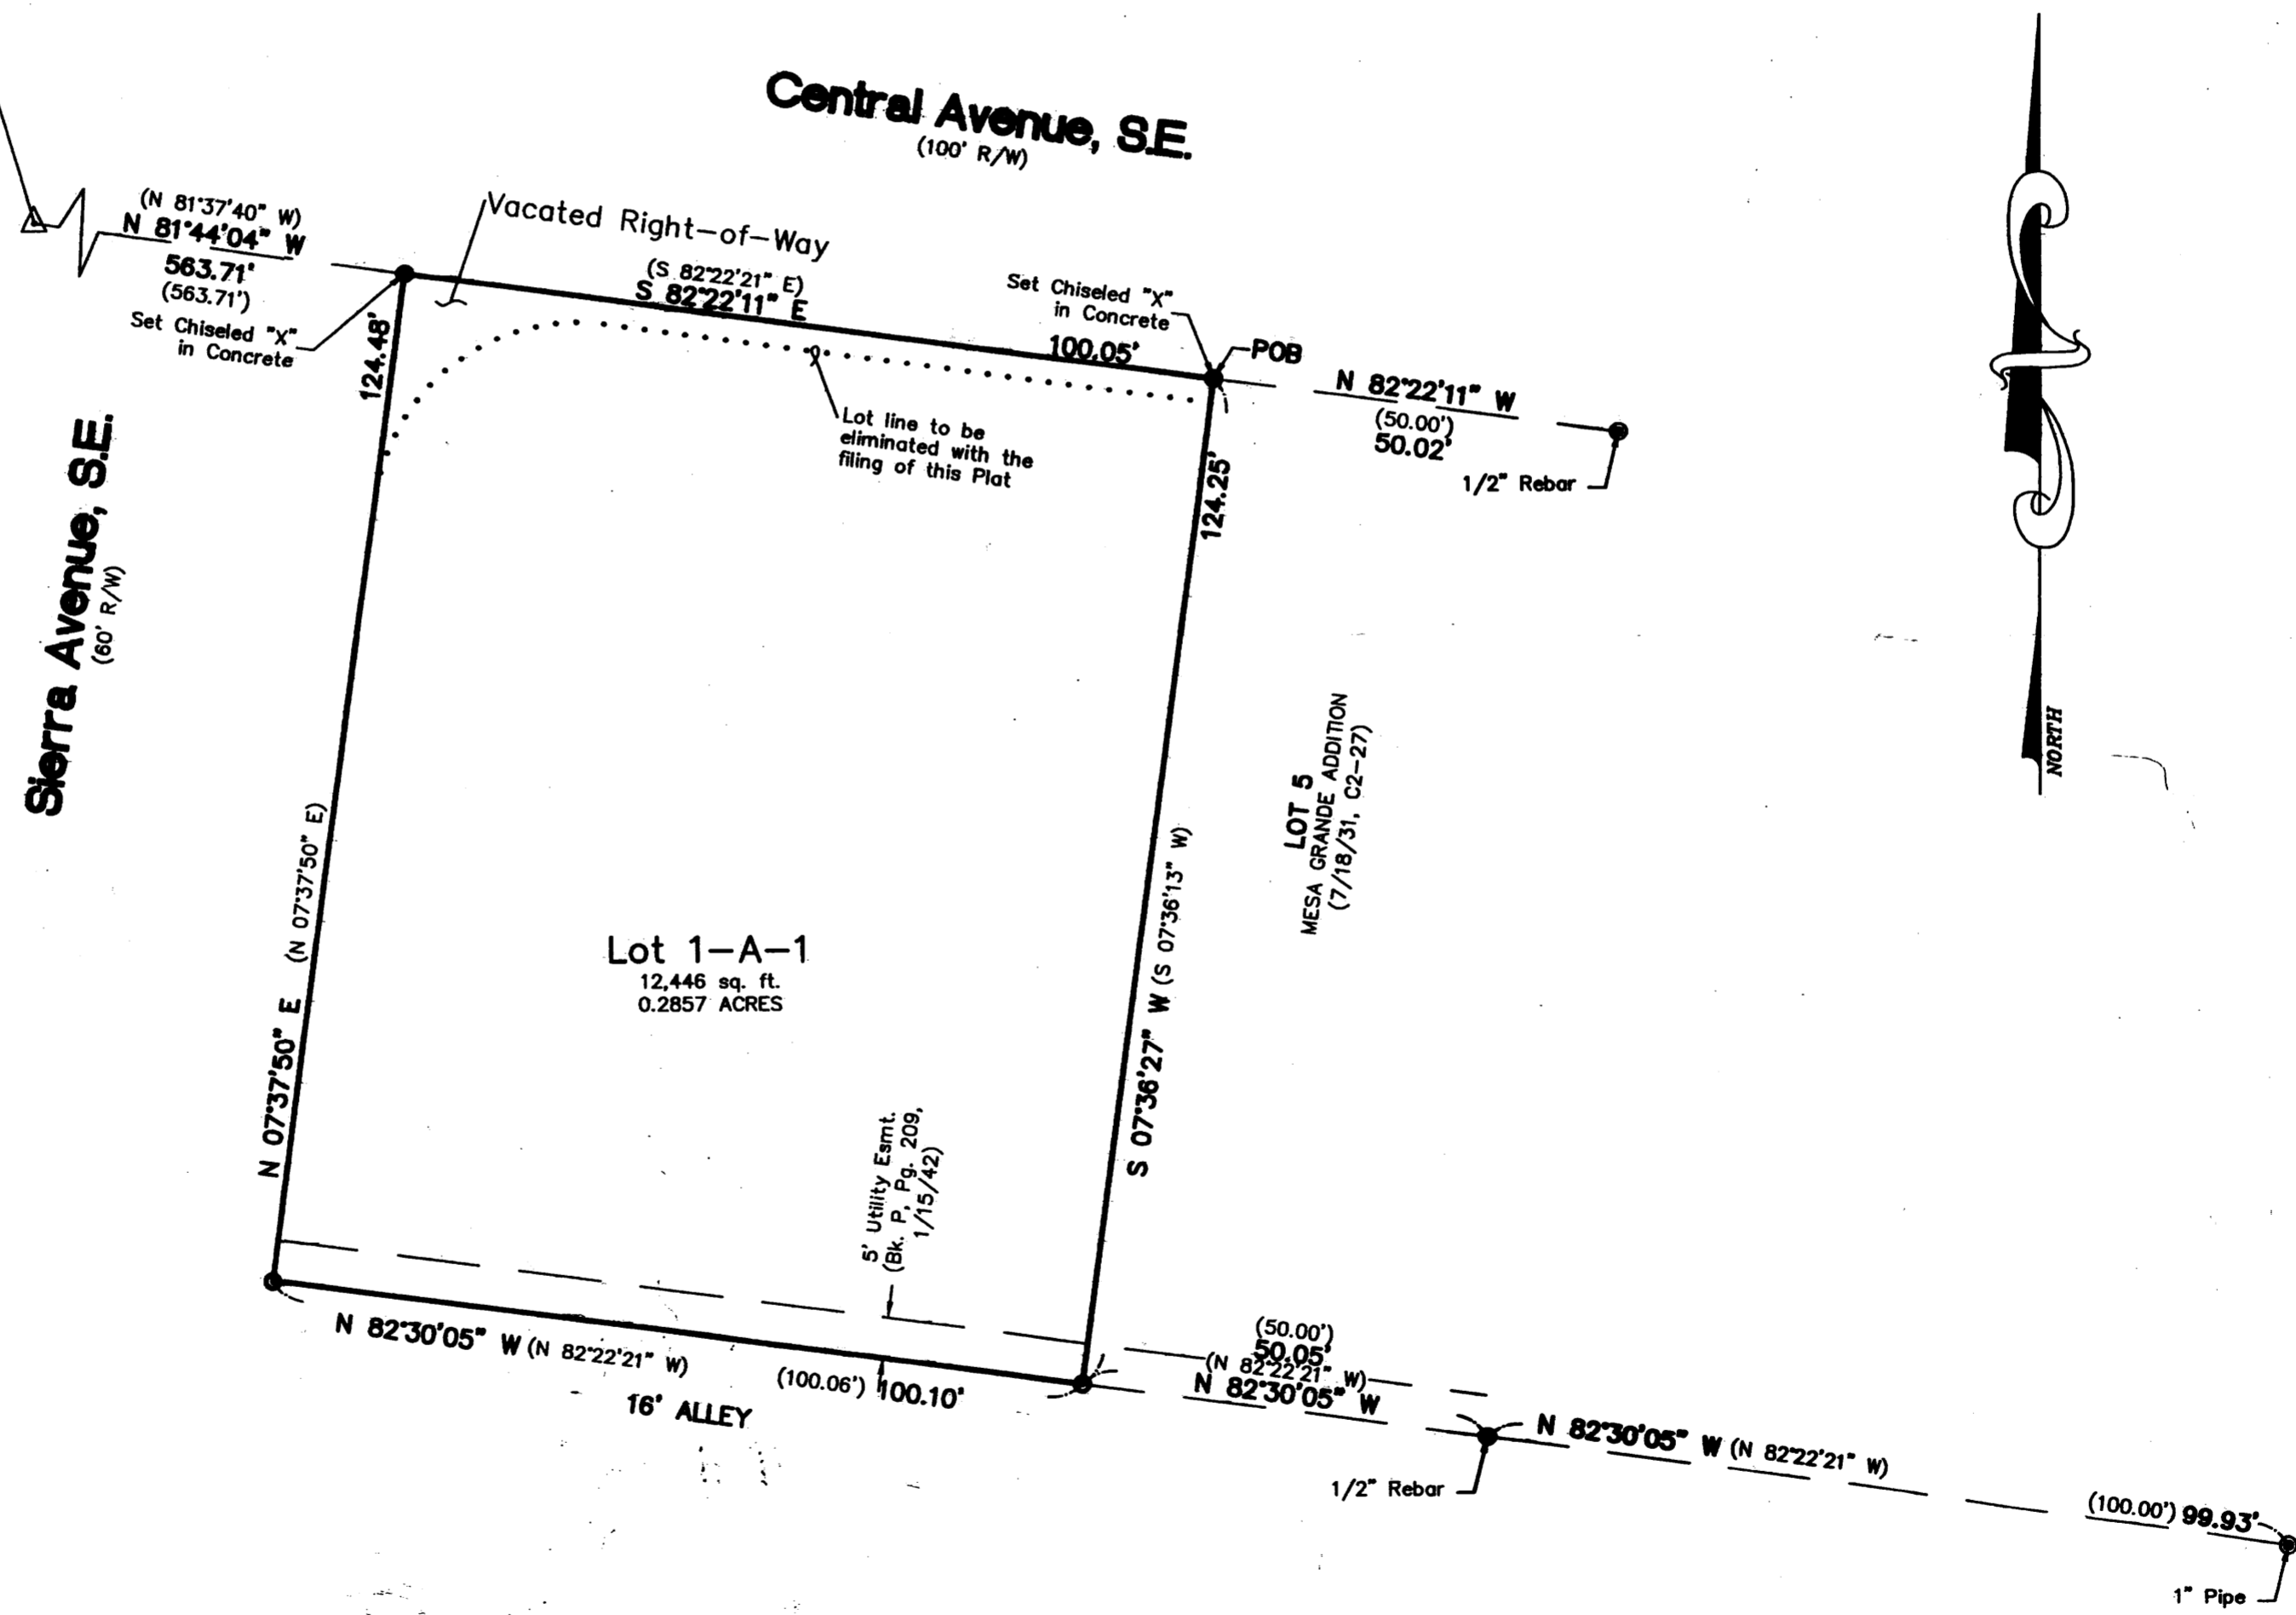 Central Avenue, S.E.
(100' R/W)
(N 81°37'40" W)
N 81°44'04" W
563.71'
(563.71')
Set Chiseled "X"
in Concrete
Vacated Right-of-Way
(S 82°22'21" E)
S 82°22'11" E
100.05'
Set Chiseled "X"
in Concrete
POB
N 82°22'11" W
(50.00')
50.02'
1/2" Rebar
Lot line to be
eliminated with the
filing of this Plat
124.48'
124.25'
Sierra Avenue, S.E.
(60' R/W)
N 07°37'50" E (N 07°37'50" E)
S 07°36'27" W (S 07°36'13" W)
LOT 5
MESA GRANDE ADDITION
(7/18/31, C2-27)
NORTH
Lot 1-A-1
12,446 sq. ft.
0.2857 ACRES
5' Utility Esmt.
(Bk. P, Pg. 209,
1/15/42)
N 82°30'05" W (N 82°22'21" W)
(100.06') 100.10'
16' ALLEY
(50.00')
50.05'
(N 82°22'21" W)
N 82°30'05" W
1/2" Rebar
N 82°30'05" W (N 82°22'21" W)
(100.00') 99.93'
1" Pipe